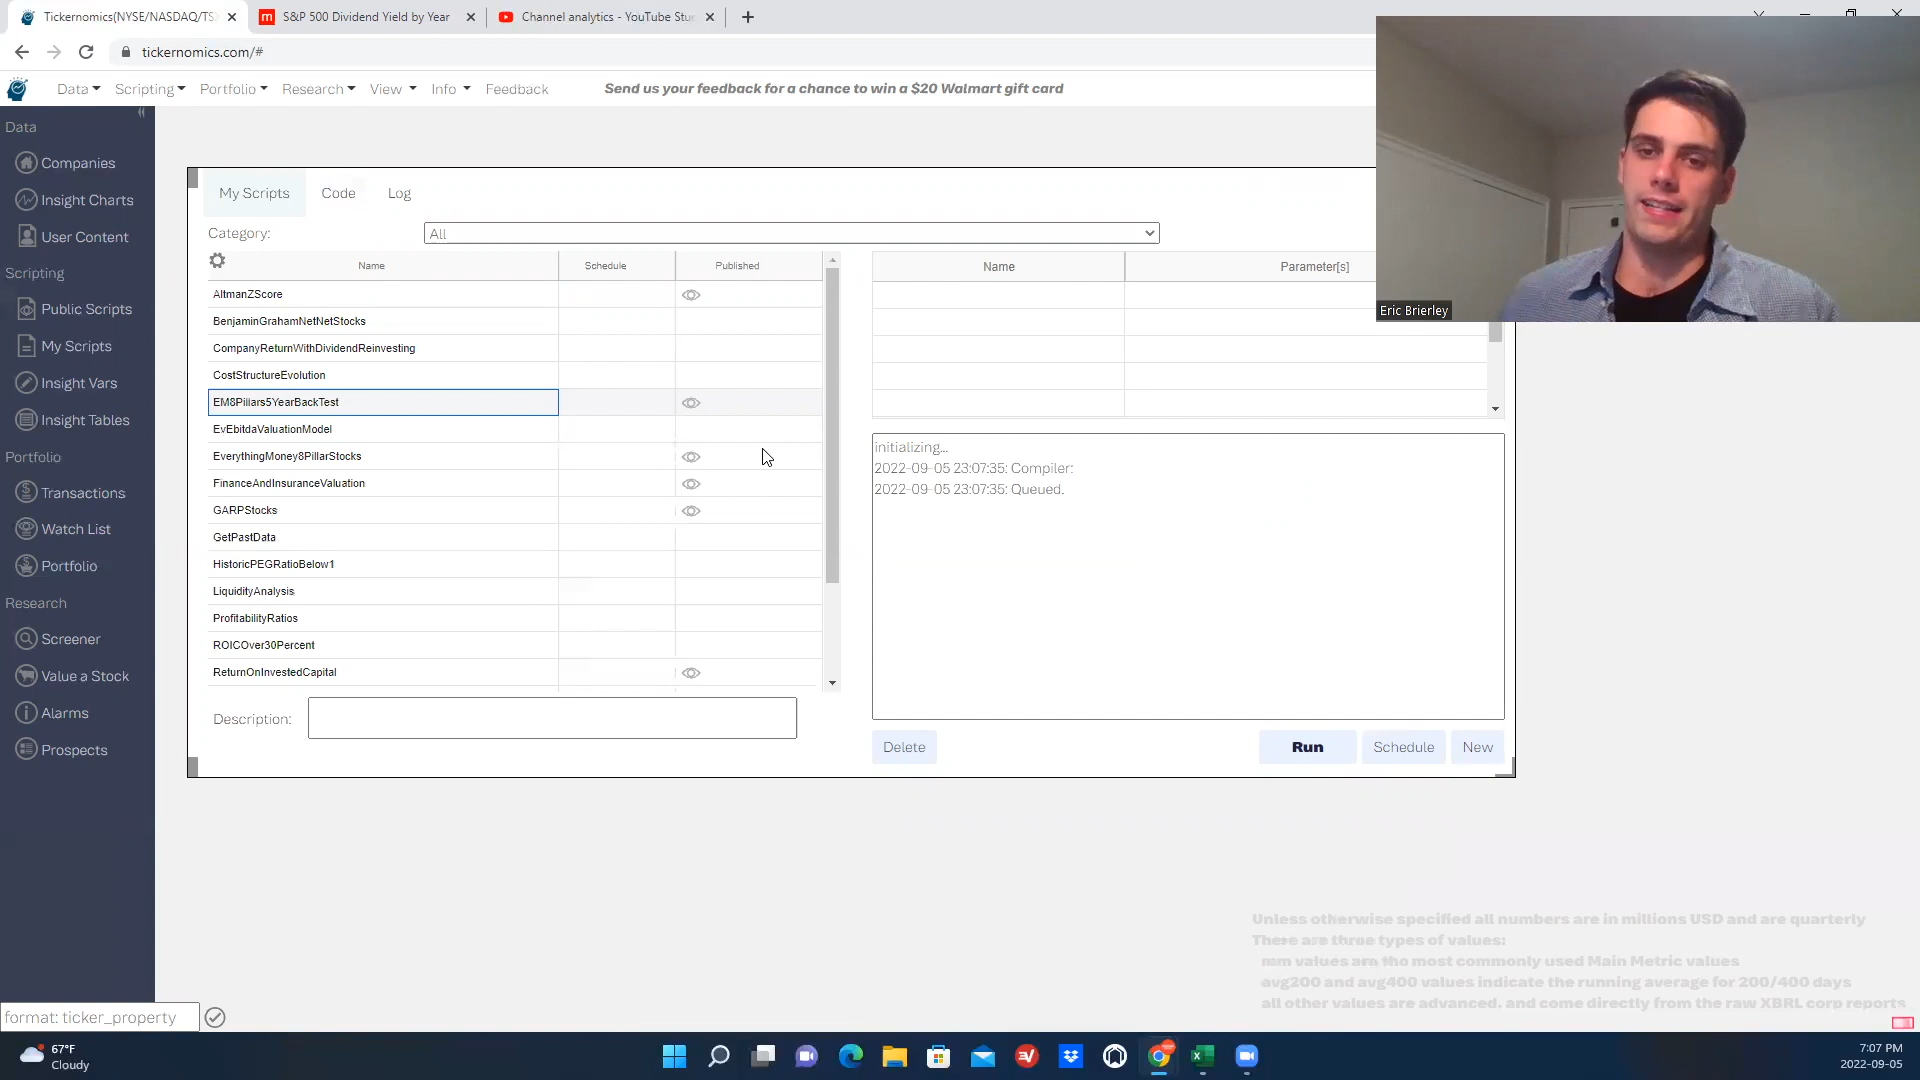 Tickernomics(NYSE/NASDAQ/TS
S&P 500 Dividend Yield by Year
Channel analytics - YouTube Stu
tickernomics.com/#
Data
Scripting
Portfolio
Research
View
Info
Feedback
Send us your feedback for a chance to win a $20 Walmart gift card
Data
Companies
Insight Charts
User Content
Scripting
Public Scripts
My Scripts
Insight Vars
Insight Tables
Portfolio
Transactions
Watch List
Portfolio
Research
Screener
Value a Stock
Alarms
Prospects
format: ticker_property
My Scripts
Code
Log
Category:
All
Name
Schedule
Published
AltmanZScore
BenjaminGrahamNetNetStocks
CompanyReturnWithDividendReinvesting
CostStructureEvolution
EM8Pillars5YearBackTest
EvEbitdaValuationModel
EverythingMoney8PillarStocks
FinanceAndInsuranceValuation
GARPStocks
GetPastData
HistoricPEGRatioBelow1
LiquidityAnalysis
ProfitabilityRatios
ROICOver30Percent
ReturnOnInvestedCapital
Description:
Name
Parameter[s]
initializing...
2022-09-05 23:07:35: Compiler:
2022-09-05 23:07:35: Queued.
Delete
Run
Schedule
New
Eric Brierley
Unless otherwise specified all numbers are in millions USD and are quarterly
There are three types of values:
mm values are the most commonly used Main Metric values
avg200 and avg400 values indicate the running average for 200/400 days
all other values are advanced, and come directly from the raw XBRL corp reports
67°F
Cloudy
7:07 PM
2022-09-05